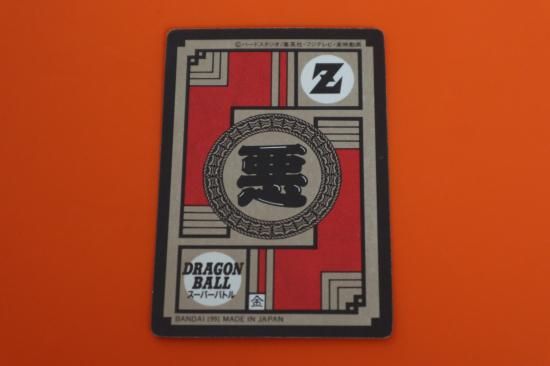 ©バードスタジオ/集英社・フジテレビ・東映動画
Z
悪
DRAGON
BALL
スーパーバトル
金
BANDAI 1991 MADE IN JAPAN